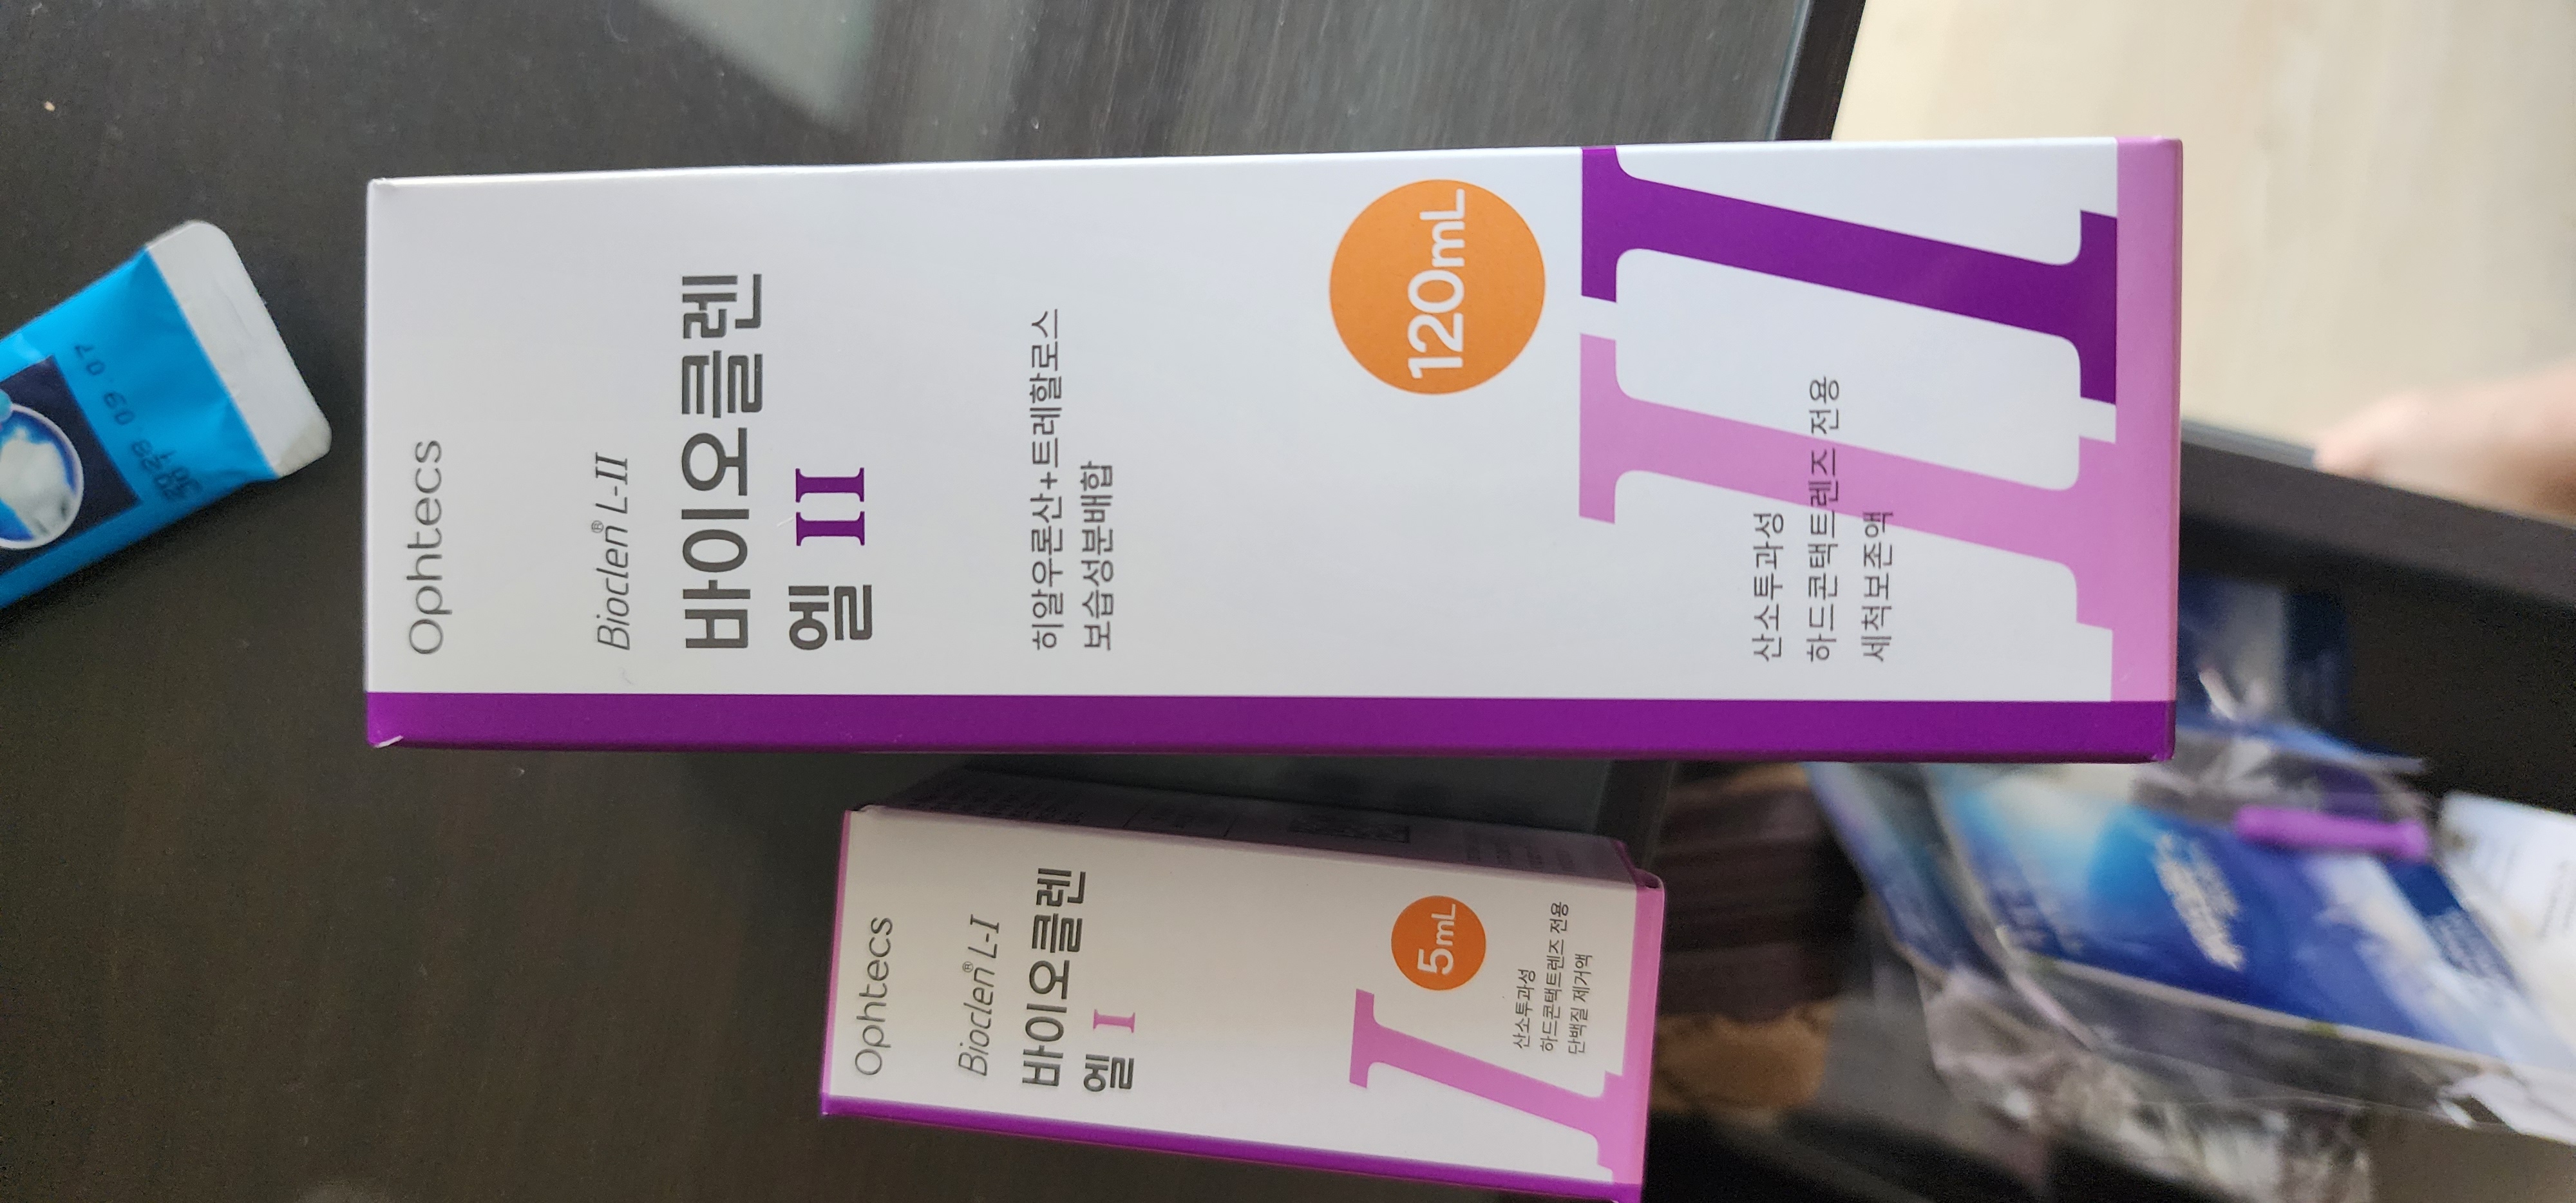 Ophtecs
Bioclen® L-II
바이오클렌
엘 II
히알우론산+트레할로스
보습성분배합
120mL
산소투과성
하드콘택트렌즈 전용
세척보존액
Ophtecs
Bioclen® L-I
바이오클렌
엘 I
5mL
산소투과성
하드콘택트렌즈 전용
단백질 제거액